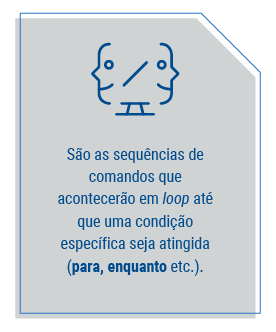 São as sequências de
comandos que
acontecerão em loop até
que uma condição
específica seja atingida
(para, enquanto etc.).